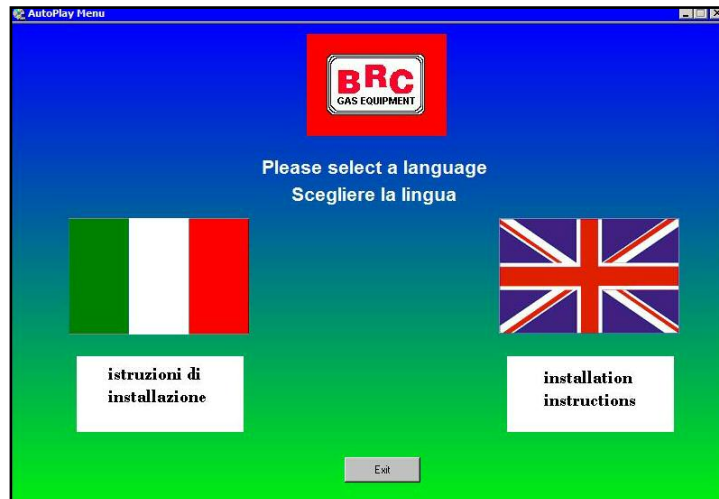 AutoPlay Menu
BRC
GAS EQUIPMENT
Please select a language
Scegliere la lingua
istruzioni di
installazione
installation
instructions
Exit